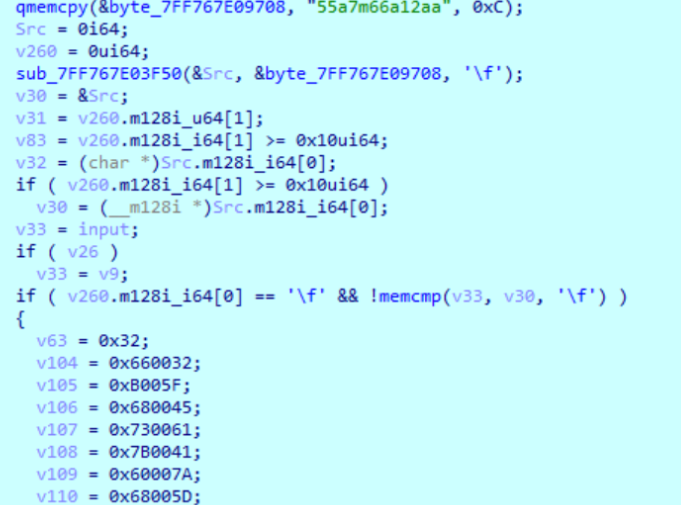 qmemcpy(&byte_7FF767E09708, "55a7m66a12aa", 0xC);
Src = 0i64;
v260 = 0ui64;
sub_7FF767E03F50(&Src, &byte_7FF767E09708, '\f');
v30 = &Src;
v31 = v260.m128i_u64[1];
v83 = v260.m128i_i64[1] >= 0x10ui64;
v32 = (char *)Src.m128i_i64[0];
if ( v260.m128i_i64[1] >= 0x10ui64 )
v30 = (__m128i *)Src.m128i_i64[0];
v33 = input;
if ( v26 )
v33 = v9;
if ( v260.m128i_i64[0] == '\f' && !memcmp(v33, v30, '\f') )
{
v63 = 0x32;
v104 = 0x660032;
v105 = 0xB005F;
v106 = 0x680045;
v107 = 0x730061;
v108 = 0x7B0041;
v109 = 0x60007A;
v110 = 0x68005D;